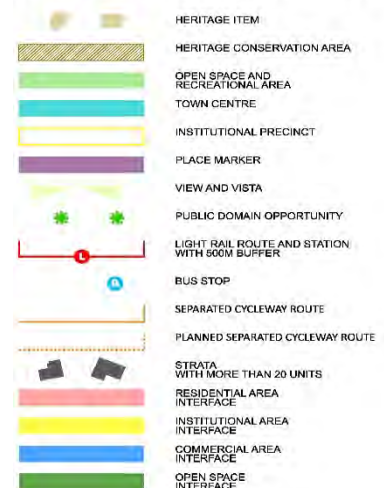 HERITAGE ITEM
HERITAGE CONSERVATION AREA
OPEN SPACE AND
RECREATIONAL AREA
TOWN CENTRE
INSTITUTIONAL PRECINCT
PLACE MARKER
VIEW AND VISTA
PUBLIC DOMAIN OPPORTUNITY
LIGHT RAIL ROUTE AND STATION
WITH 500M BUFFER
L
BUS STOP
SEPARATED CYCLEWAY ROUTE
PLANNED SEPARATED CYCLEWAY ROUTE
STRATA
WITH MORE THAN 20 UNITS
RESIDENTIAL AREA
INTERFACE
INSTITUTIONAL AREA
INTERFACE
COMMERCIAL AREA
INTERFACE
OPEN SPACE
INTERFACE